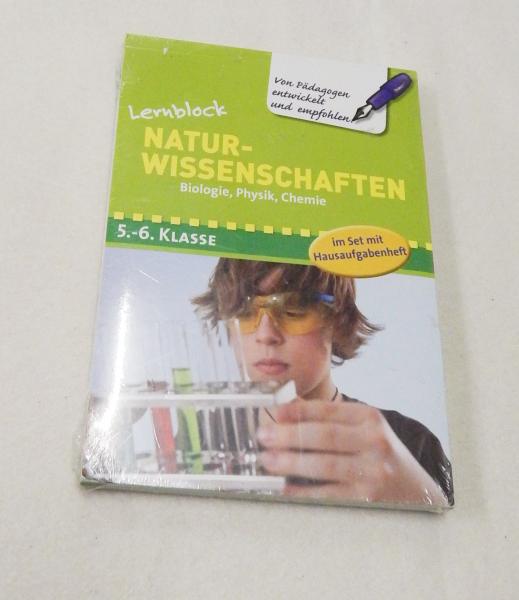 Von Pädagogen
entwickelt
und empfohlen
Lernblock
NATUR-
WISSENSCHAFTEN
Biologie, Physik, Chemie
5.-6. KLASSE
im Set mit
Hausaufgabenheft